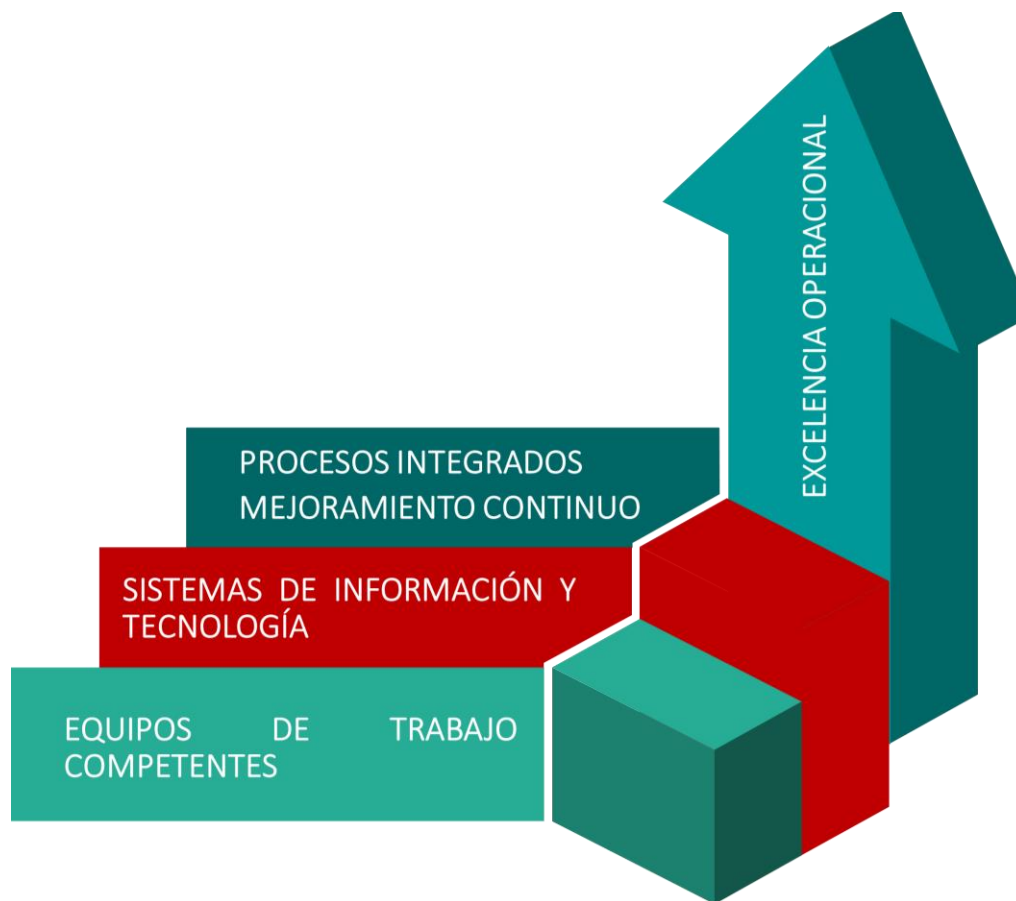 EXCELENCIA OPERACIONAL
PROCESOS INTEGRADOS
MEJORAMIENTO CONTINUO
SISTEMAS DE INFORMACIÓN Y
TECNOLOGÍA
EQUIPOS DE TRABAJO
COMPETENTES